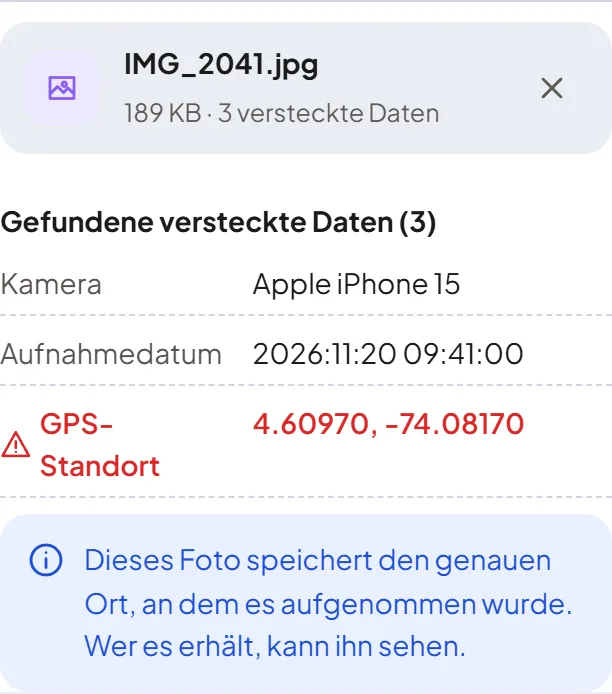 IMG_2041.jpg
189 KB · 3 versteckte Daten
Gefundene versteckte Daten (3)
Kamera Apple iPhone 15
Aufnahmedatum 2026:11:20 09:41:00
GPS- 4.60970, -74.08170
Standort
Dieses Foto speichert den genauen
Ort, an dem es aufgenommen wurde.
Wer es erhält, kann ihn sehen.